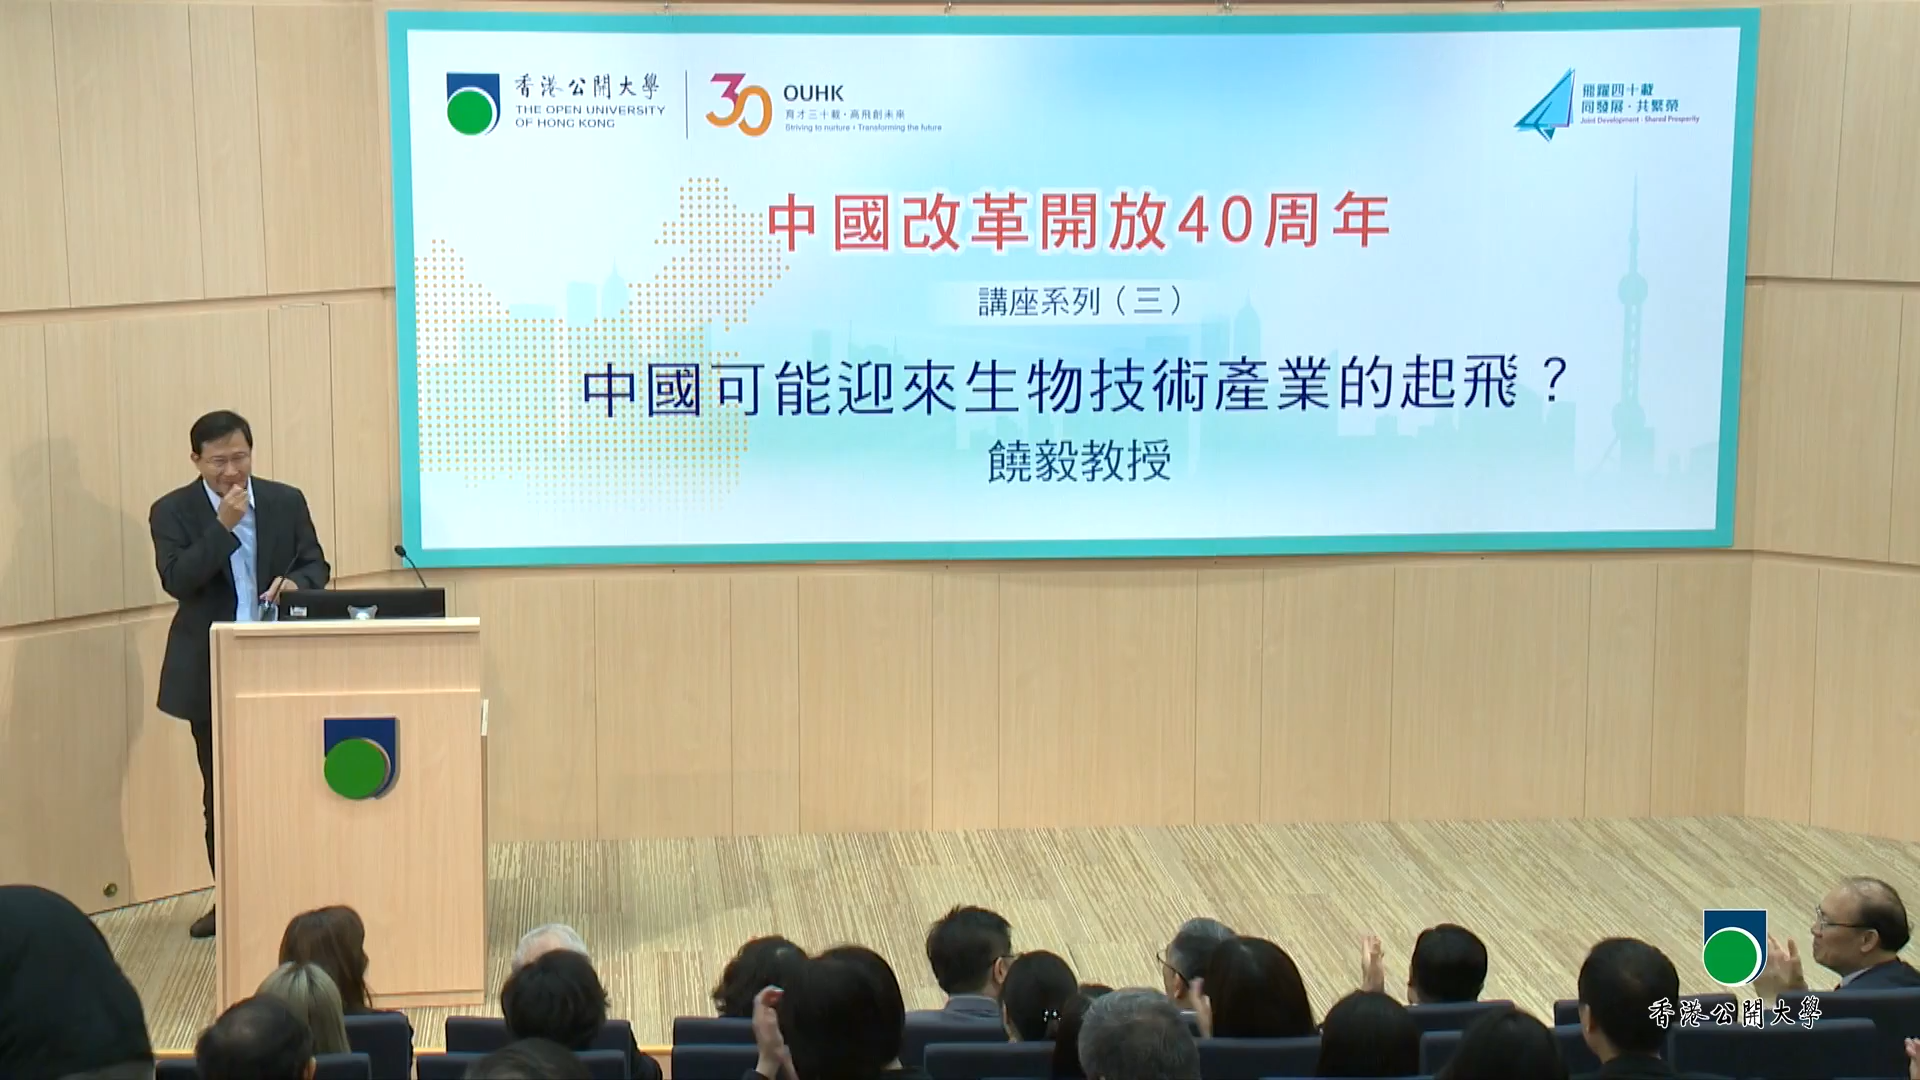 香港公開大學
THE OPEN UNIVERSITY
OF HONG KONG
30
OUHK
育才三十載・高飛創未來
Striving to nurture • Transforming the future
飛躍四十載
同發展・共繁榮
Joint Development · Shared Prosperity
中國改革開放40周年
講座系列（三）
中國可能迎來生物技術產業的起飛？
饒毅教授
香港公開大學